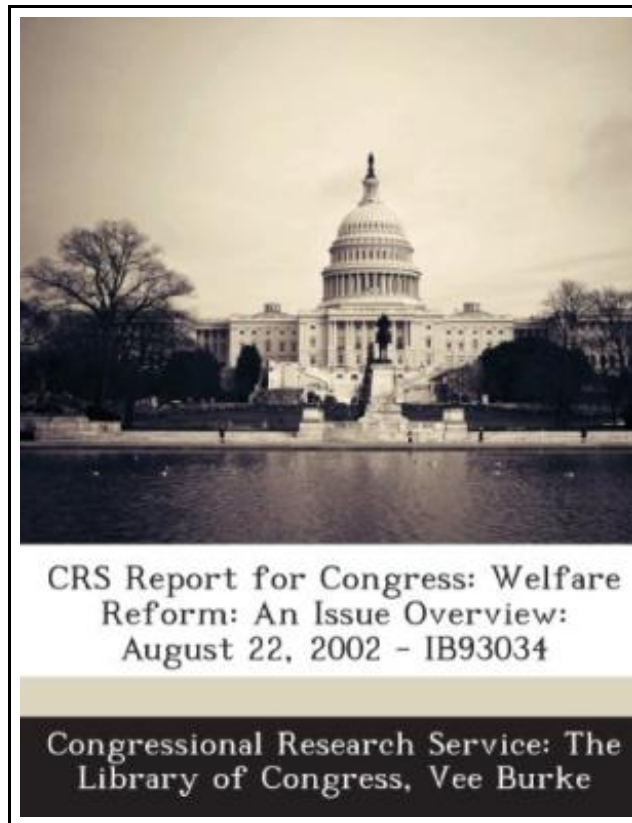 CRS Report for Congress: Welfare
Reform: An Issue Overview:
August 22, 2002 - IB93034
Congressional Research Service: The
Library of Congress, Vee Burke